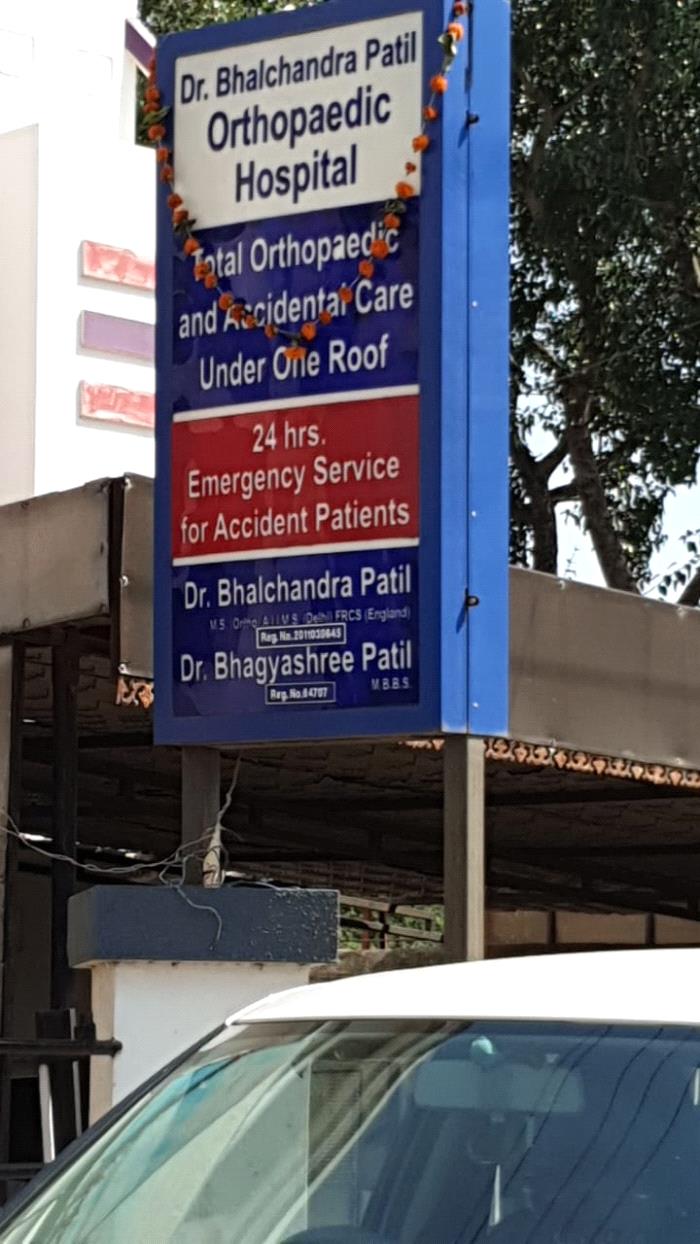 Dr. Bhalchandra Patil
Orthopaedic
Hospital
Total Orthopaedic
and Accidental Care
Under One Roof
24 hrs.
Emergency Service
for Accident Patients
Dr. Bhalchandra Patil
M.S. (Ortho) A.I.I.M.S. (Delhi) FRCS (England)
Reg. No. 2011030645
Dr. Bhagyashree Patil
Reg.No.64707
M.B.B.S.